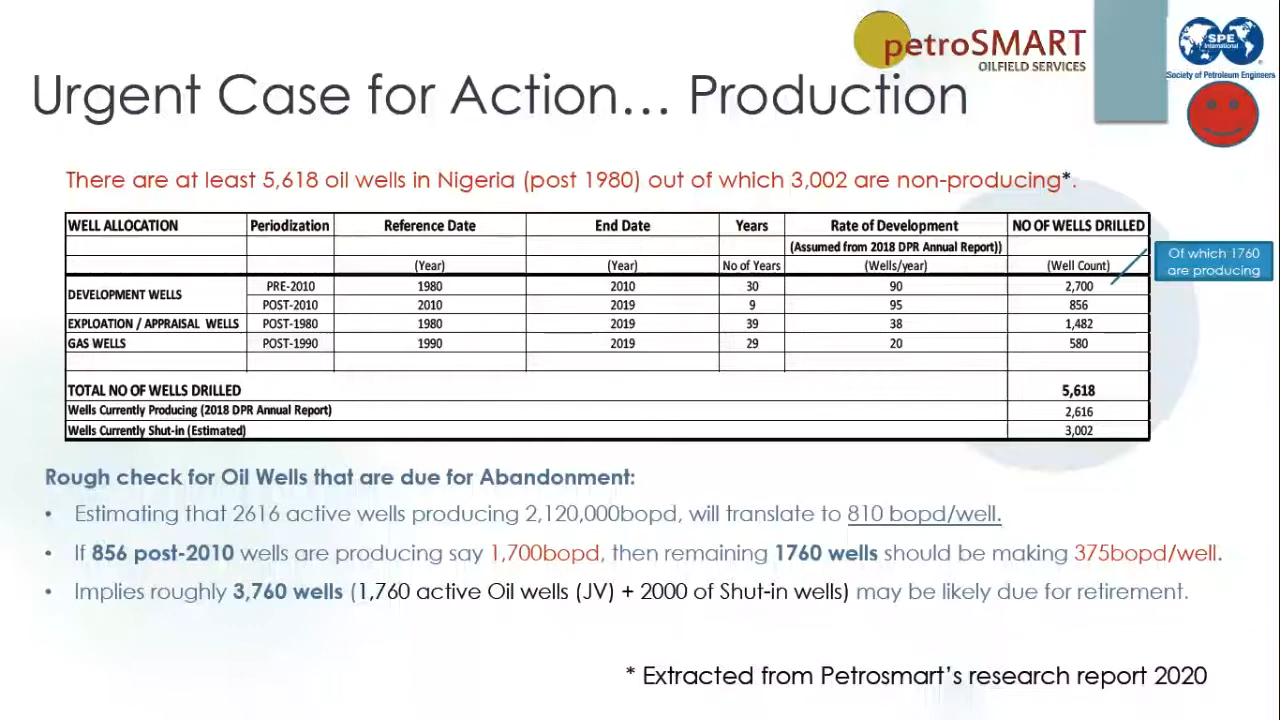 petroSMART
OILFIELD SERVICES
SPE
International
Society of Petroleum Engineers
Urgent Case for Action... Production
There are at least 5,618 oil wells in Nigeria (post 1980) out of which 3,002 are non-producing*.
WELL ALLOCATION Periodization Reference Date End Date Years Rate of Development NO OF WELLS DRILLED
(Assumed from 2018 DPR Annual Report))
(Year) (Year) No of Years (Wells/year) (Well Count)
Of which 1760
are producing
DEVELOPMENT WELLS PRE-2010 1980 2010 30 90 2,700
POST-2010 2010 2019 9 95 856
EXPLOATION / APPRAISAL WELLS POST-1980 1980 2019 39 38 1,482
GAS WELLS POST-1990 1990 2019 29 20 580
TOTAL NO OF WELLS DRILLED 5,618
Wells Currently Producing (2018 DPR Annual Report) 2,616
Wells Currently Shut-in (Estimated) 3,002
Rough check for Oil Wells that are due for Abandonment:
• Estimating that 2616 active wells producing 2,120,000bopd, will translate to 810 bopd/well.
• If 856 post-2010 wells are producing say 1,700bopd, then remaining 1760 wells should be making 375bopd/well.
• Implies roughly 3,760 wells (1,760 active Oil wells (JV) + 2000 of Shut-in wells) may be likely due for retirement.
* Extracted from Petrosmart's research report 2020